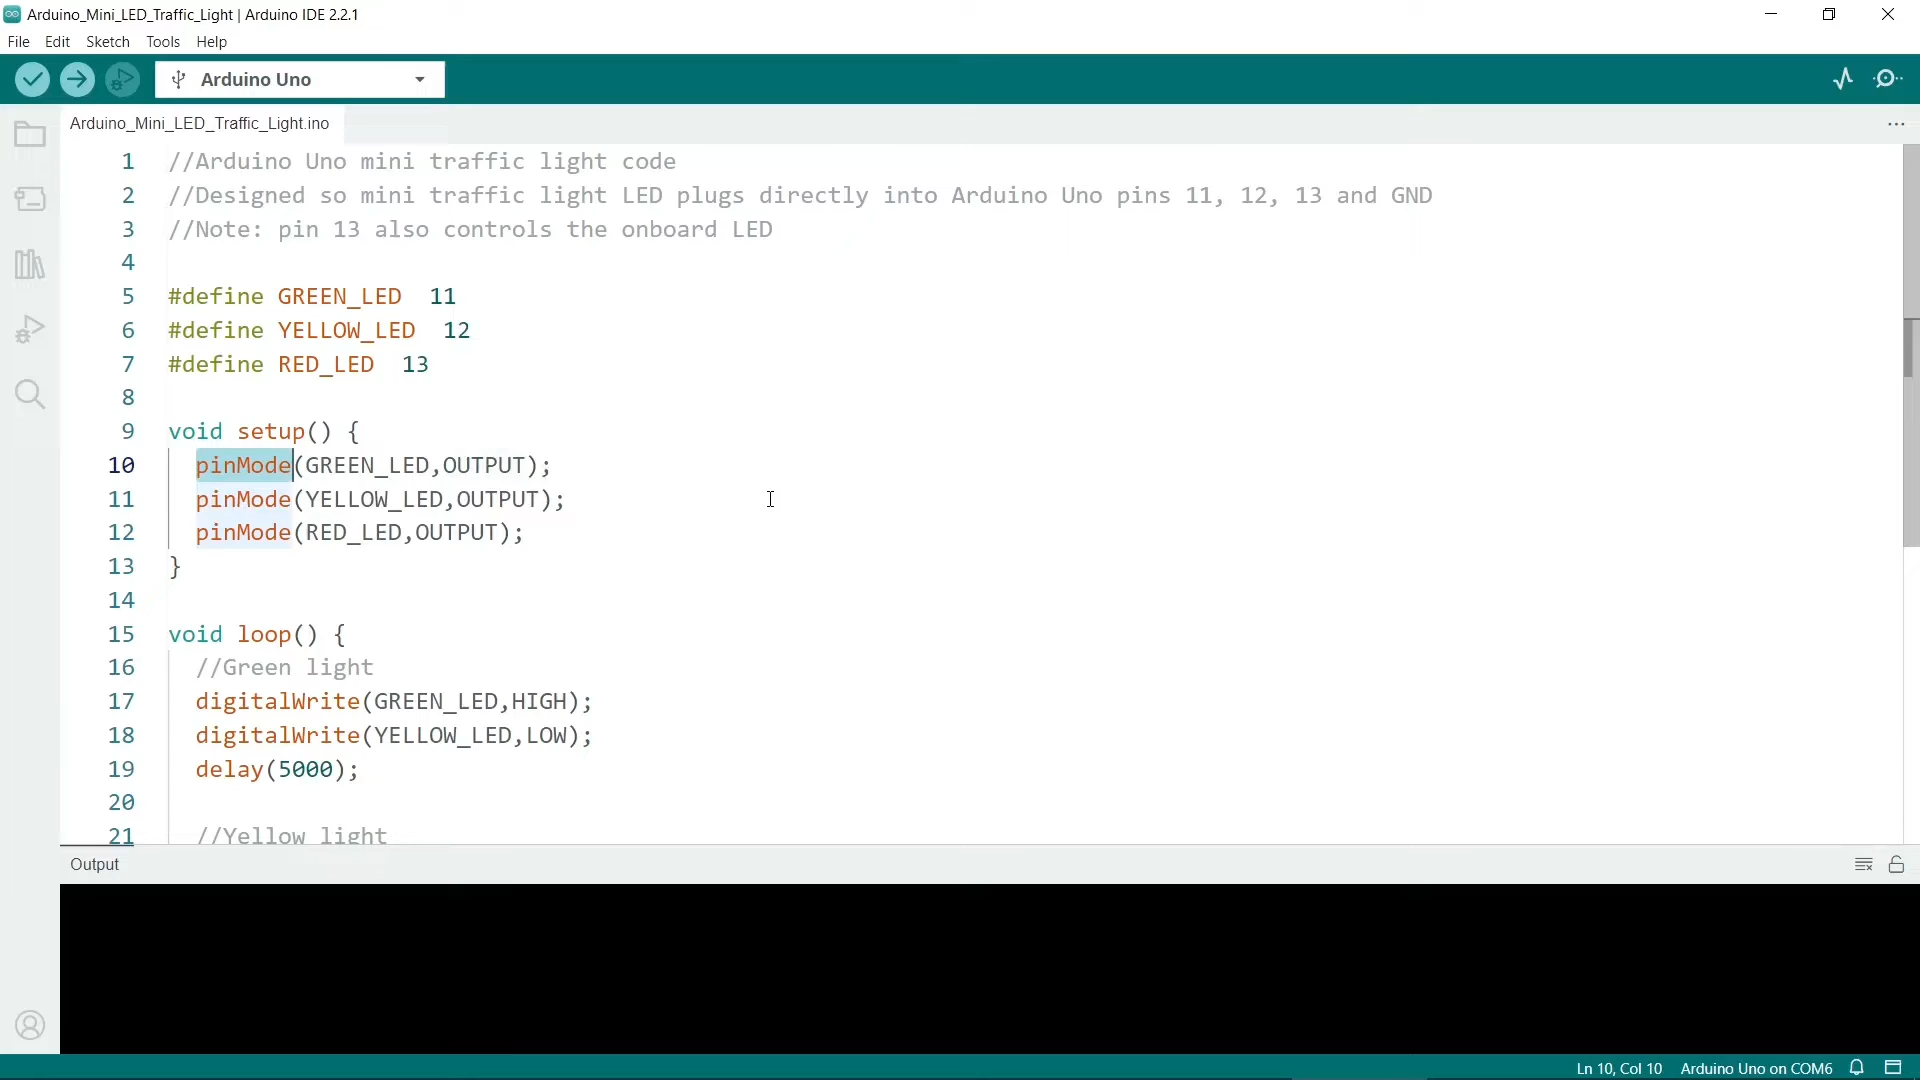 Arduino_Mini_LED_Traffic_Light | Arduino IDE 2.2.1
File Edit Sketch Tools Help
Arduino Uno
Arduino_Mini_LED_Traffic_Light.ino
1 //Arduino Uno mini traffic light code
2 //Designed so mini traffic light LED plugs directly into Arduino Uno pins 11, 12, 13 and GND
3 //Note: pin 13 also controls the onboard LED
4
5 #define GREEN_LED 11
6 #define YELLOW_LED 12
7 #define RED_LED 13
8
9 void setup() {
10 pinMode(GREEN_LED,OUTPUT);
11 pinMode(YELLOW_LED,OUTPUT);
12 pinMode(RED_LED,OUTPUT);
13 }
14
15 void loop() {
16 //Green light
17 digitalWrite(GREEN_LED,HIGH);
18 digitalWrite(YELLOW_LED,LOW);
19 delay(5000);
20
21 //Yellow light
Output
Ln 10, Col 10 Arduino Uno on COM6